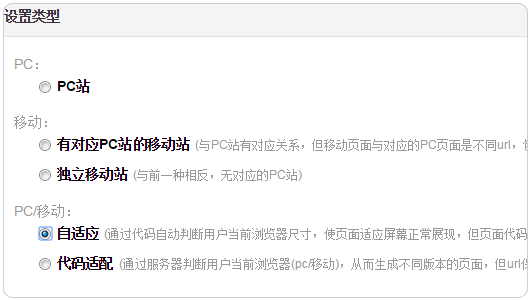 设置类型
PC:
PC站
移动:
有对应PC站的移动站 (与PC站有对应关系，但移动页面与对应的PC页面是不同url，
独立移动站 (与前一种相反，无对应的PC站)
PC/移动:
自适应 (通过代码自动判断用户当前浏览器尺寸，使页面适应屏幕正常展现，但页面代码
代码适配 (通过服务器判断用户当前浏览器(pc/移动)，从而生成不同版本的页面，但url